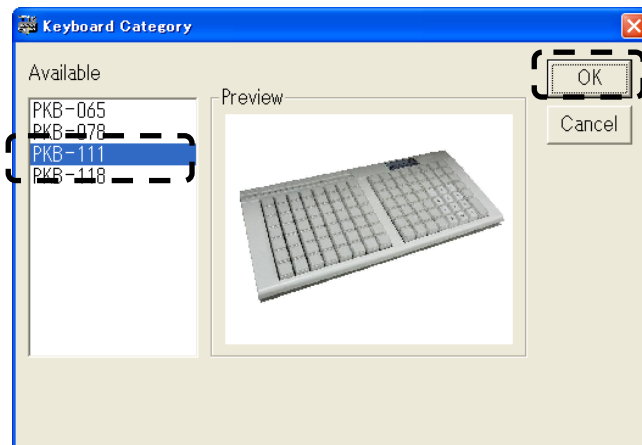 Keyboard Category
Available
PKB-065
PKB-078
PKB-111
PKB-118
Preview
OK
Cancel